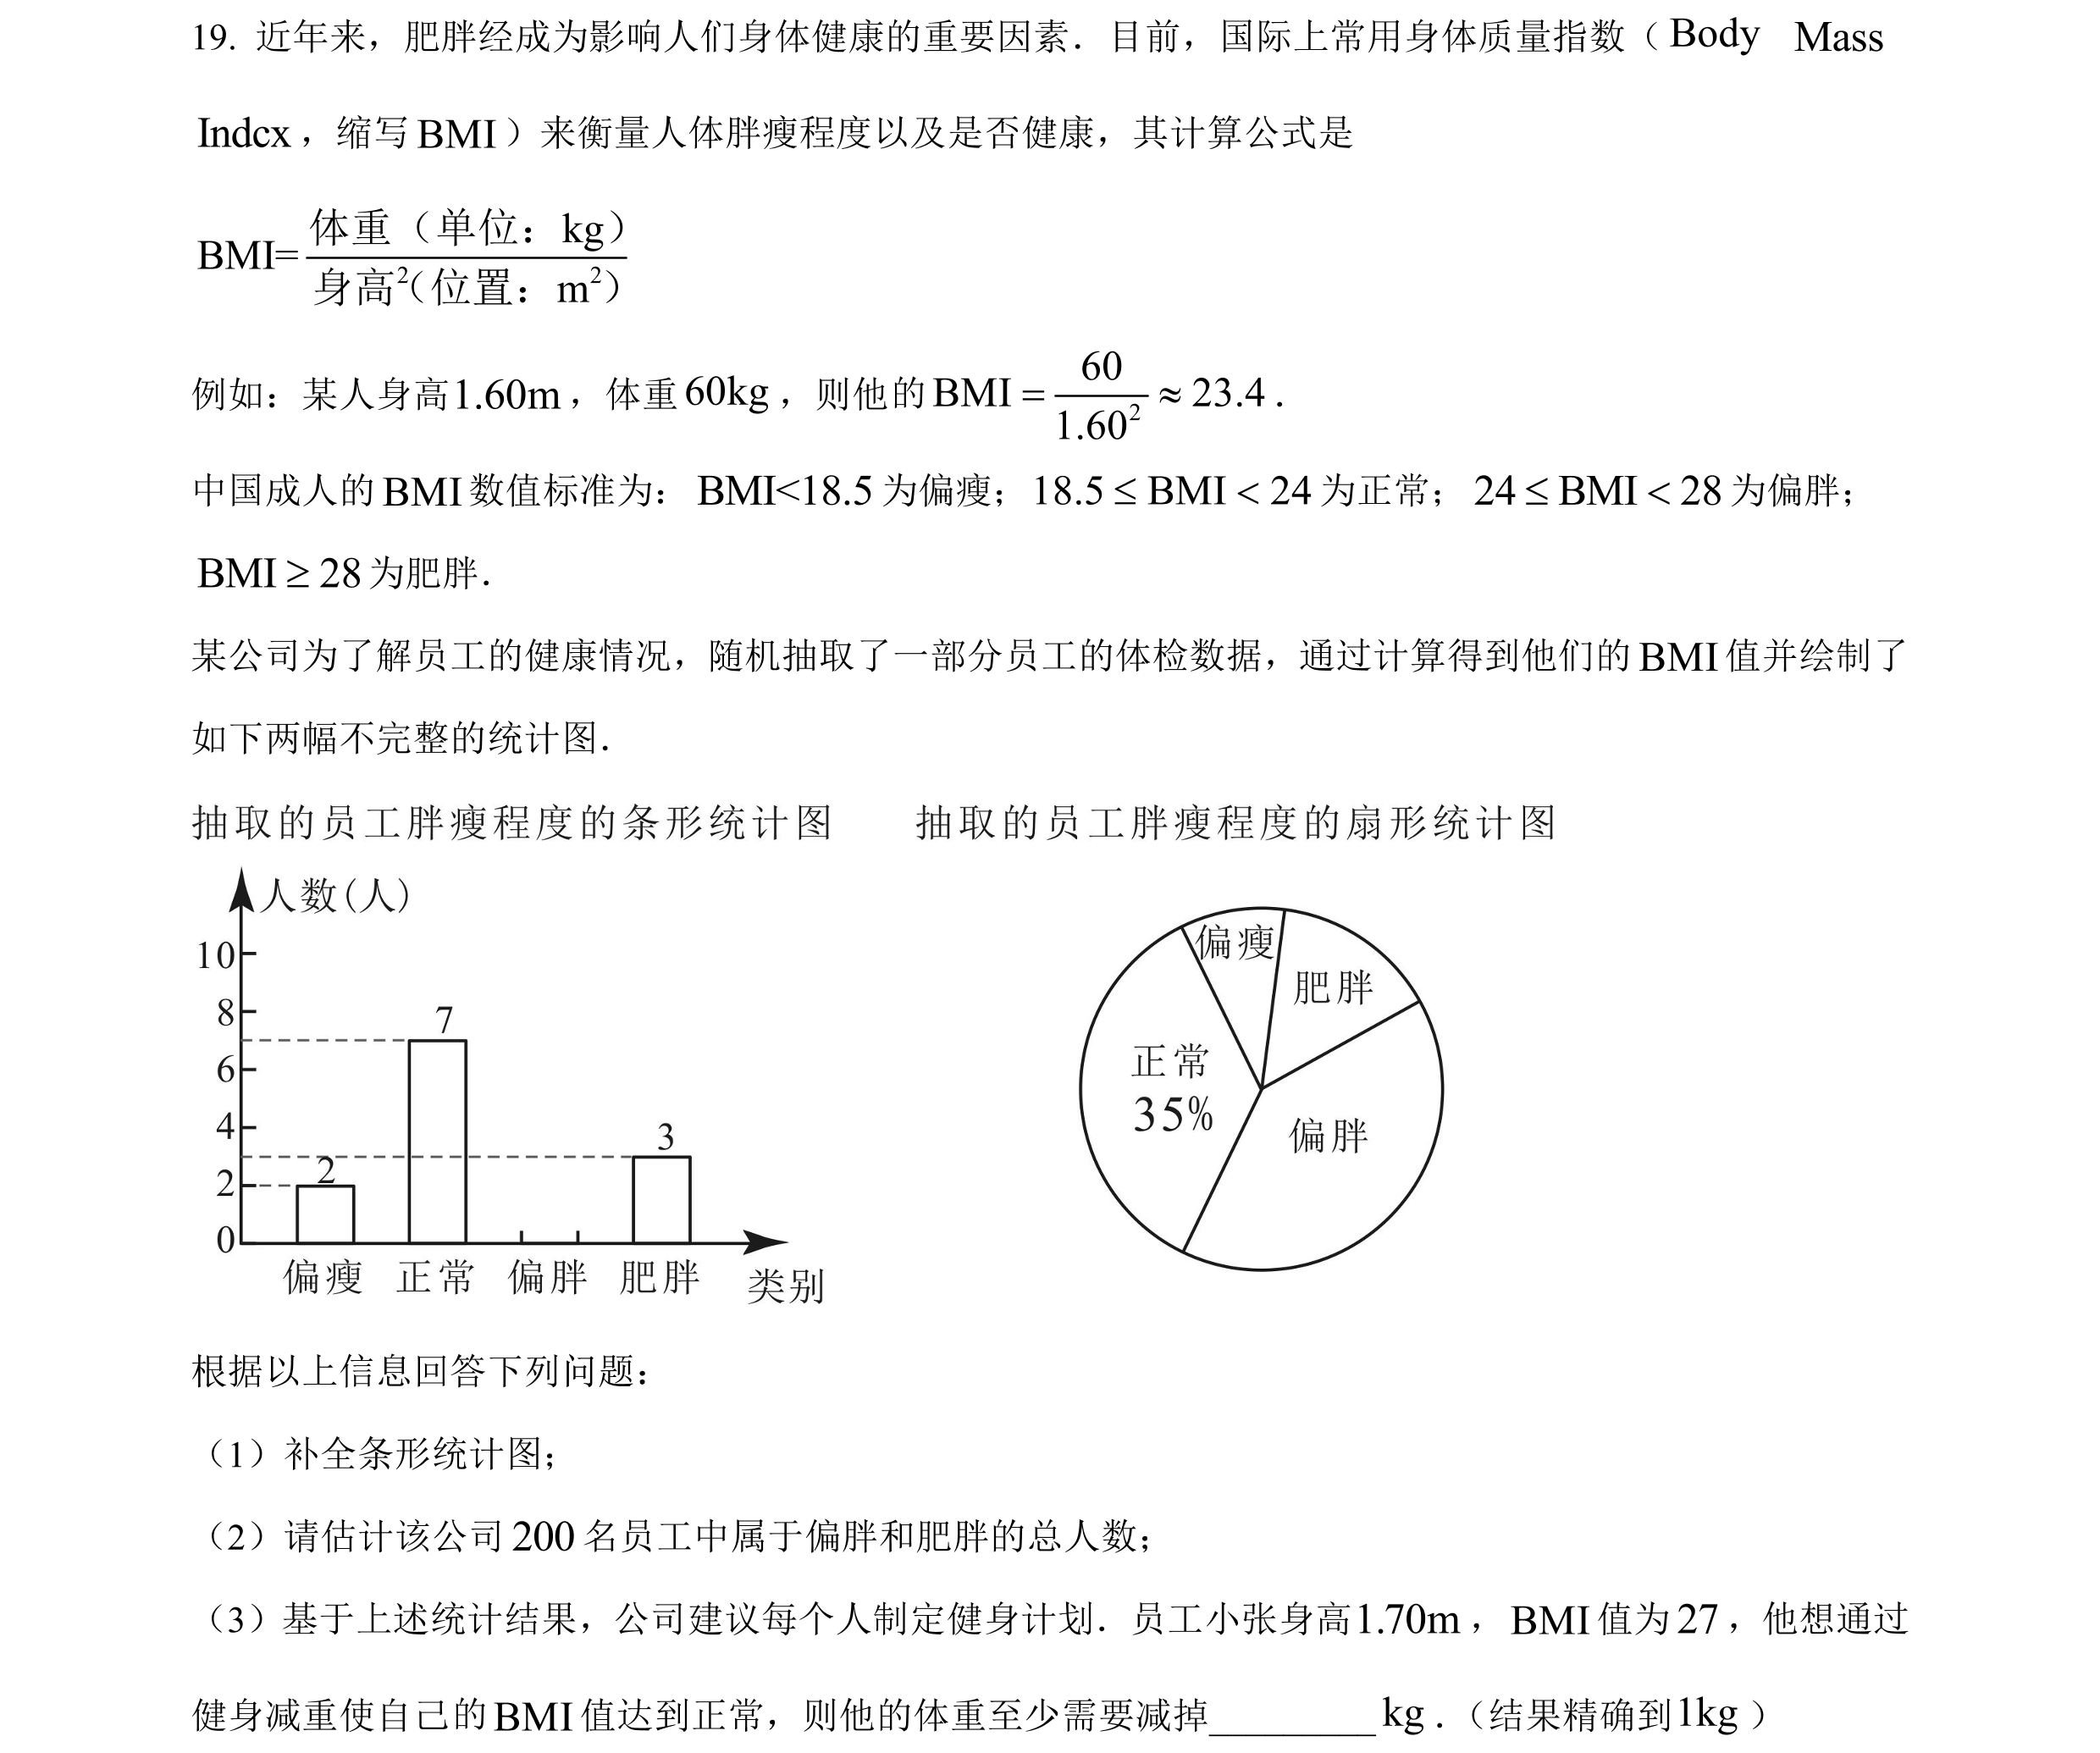 19. 近年来，肥胖经成为影响人们身体健康的重要因素．目前，国际上常用身体质量指数（Body Mass
Indcx，缩写BMI）来衡量人体胖瘦程度以及是否健康，其计算公式是
BMI=体重（单位：kg）/身高²(位置：m²)
例如：某人身高1.60m，体重60kg，则他的BMI=60/1.60²≈23.4．
中国成人的BMI数值标准为：BMI<18.5为偏瘦；18.5≤BMI<24为正常；24≤BMI<28为偏胖；
BMI≥28为肥胖．
某公司为了解员工的健康情况，随机抽取了一部分员工的体检数据，通过计算得到他们的BMI值并绘制了
如下两幅不完整的统计图．
抽取的员工胖瘦程度的条形统计图
人数(人)
10
8
6
4
2
0
2
7
3
偏瘦 正常 偏胖 肥胖 类别
抽取的员工胖瘦程度的扇形统计图
偏瘦
肥胖
正常
35%
偏胖
根据以上信息回答下列问题：
（1）补全条形统计图；
（2）请估计该公司200名员工中属于偏胖和肥胖的总人数；
（3）基于上述统计结果，公司建议每个人制定健身计划．员工小张身高1.70m，BMI值为27，他想通过
健身减重使自己的BMI值达到正常，则他的体重至少需要减掉_________kg．（结果精确到1kg）